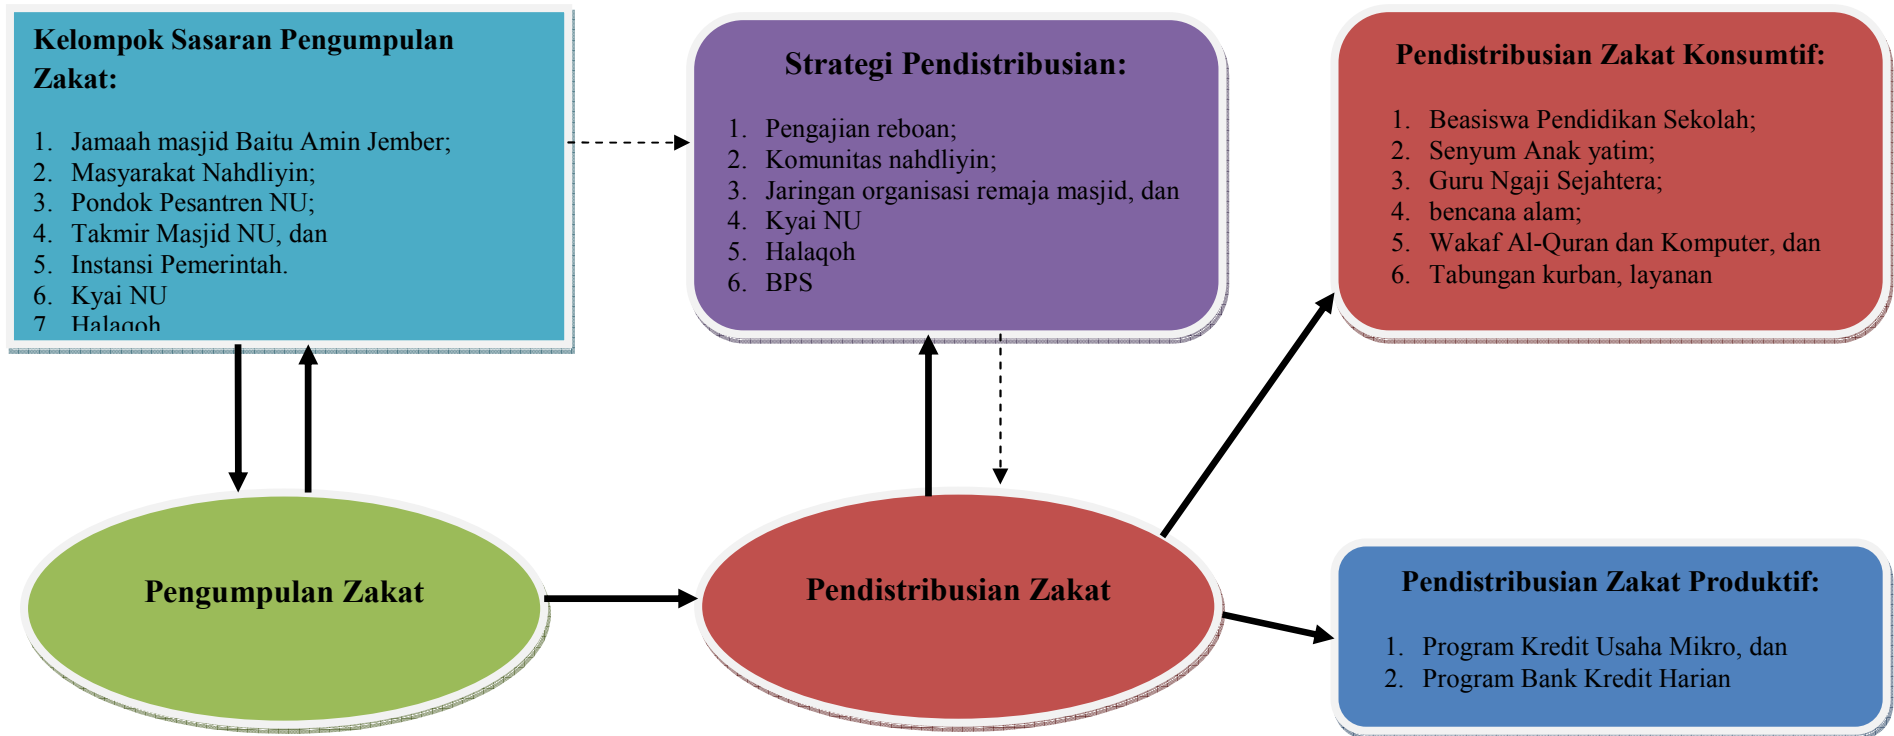 Kelompok Sasaran Pengumpulan
Zakat:
1. Jamaah masjid Baitu Amin Jember;
2. Masyarakat Nahdliyin;
3. Pondok Pesantren NU;
4. Takmir Masjid NU, dan
5. Instansi Pemerintah.
6. Kyai NU
7. Halaqoh
Strategi Pendistribusian:
1. Pengajian reboan;
2. Komunitas nahdliyin;
3. Jaringan organisasi remaja masjid, dan
4. Kyai NU
5. Halaqoh
6. BPS
Pendistribusian Zakat Konsumtif:
1. Beasiswa Pendidikan Sekolah;
2. Senyum Anak yatim;
3. Guru Ngaji Sejahtera;
4. bencana alam;
5. Wakaf Al-Quran dan Komputer, dan
6. Tabungan kurban, layanan
Pengumpulan Zakat
Pendistribusian Zakat
Pendistribusian Zakat Produktif:
1. Program Kredit Usaha Mikro, dan
2. Program Bank Kredit Harian